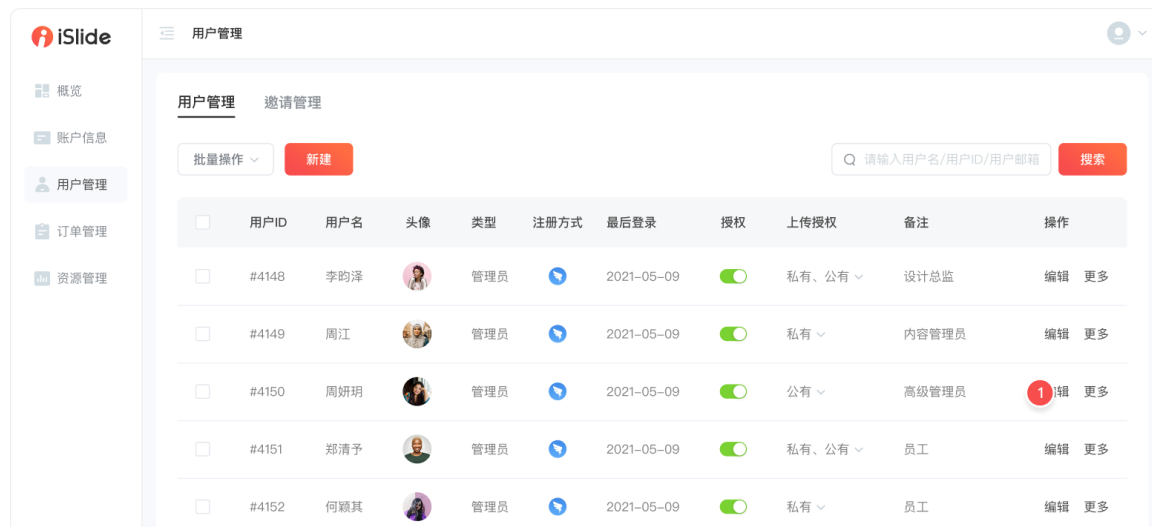 iSlide
用户管理
概览
账户信息
用户管理
订单管理
资源管理
用户管理 邀请管理
批量操作 新建 请输入用户名/用户ID/用户邮箱 搜索
用户ID 用户名 头像 类型 注册方式 最后登录 授权 上传授权 备注 操作
#4148 李昀泽 管理员 2021-05-09 私有、公有 设计总监 编辑 更多
#4149 周江 管理员 2021-05-09 私有 内容管理员 编辑 更多
#4150 周妍玥 管理员 2021-05-09 公有 高级管理员 1 辑 更多
#4151 郑清予 管理员 2021-05-09 私有、公有 员工 编辑 更多
#4152 何颖其 管理员 2021-05-09 私有 员工 编辑 更多